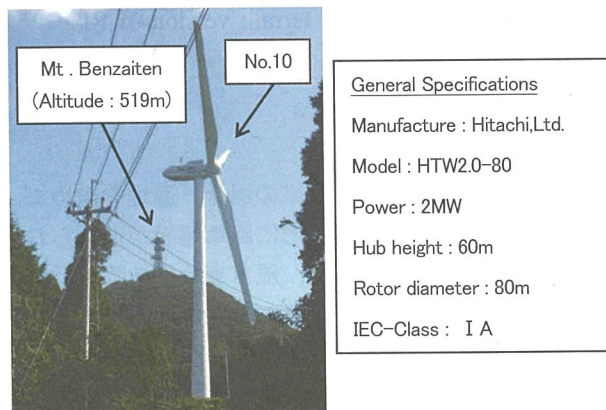 Mt . Benzaiten
(Altitude : 519m)
No.10
General Specifications
Manufacture : Hitachi,Ltd.
Model : HTW2.0-80
Power : 2MW
Hub height : 60m
Rotor diameter : 80m
IEC-Class : Ⅰ A